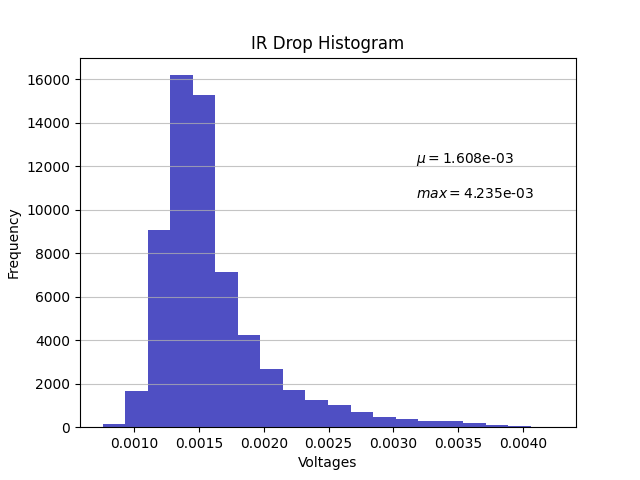 IR Drop Histogram
16000
14000
12000
10000
8000
6000
4000
2000
0
Frequency
μ = 1.608e-03
max = 4.235e-03
0.0010 0.0015 0.0020 0.0025 0.0030 0.0035 0.0040
Voltages